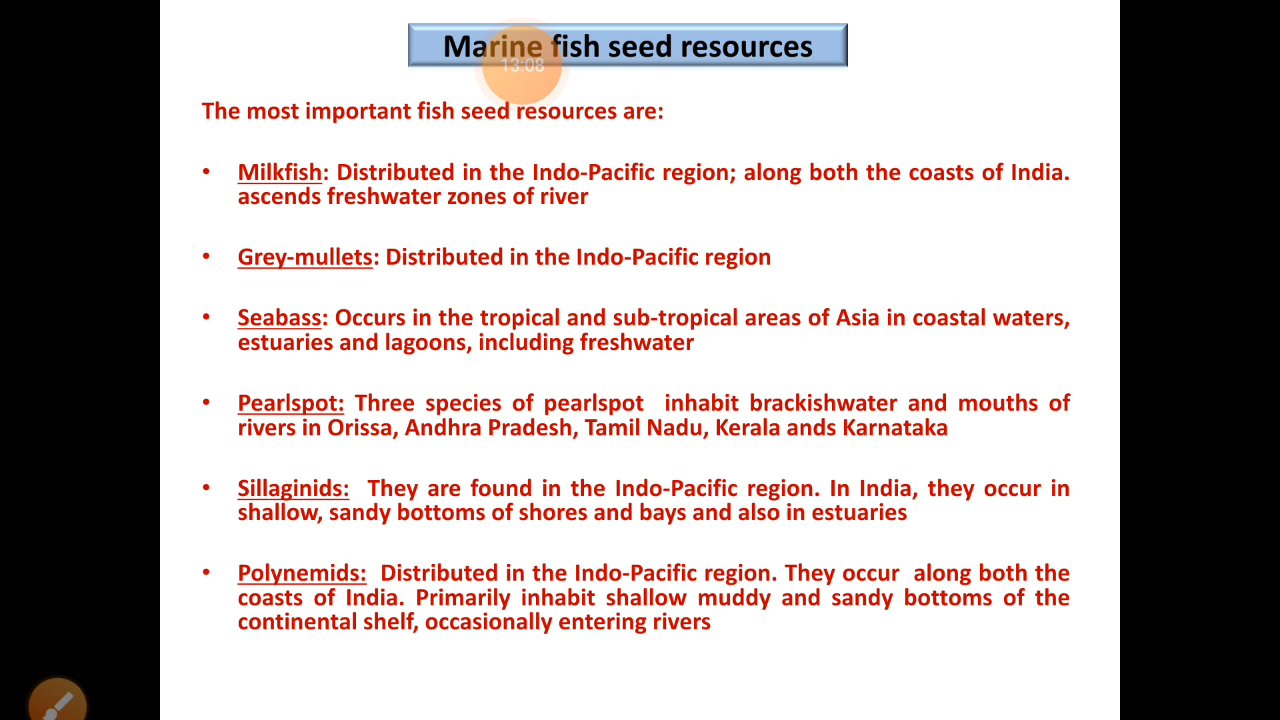 Marine fish seed resources
13:08
The most important fish seed resources are:
• Milkfish: Distributed in the Indo-Pacific region; along both the coasts of India.
ascends freshwater zones of river
• Grey-mullets: Distributed in the Indo-Pacific region
• Seabass: Occurs in the tropical and sub-tropical areas of Asia in coastal waters,
estuaries and lagoons, including freshwater
• Pearlspot: Three species of pearlspot inhabit brackishwater and mouths of
rivers in Orissa, Andhra Pradesh, Tamil Nadu, Kerala ands Karnataka
• Sillaginids: They are found in the Indo-Pacific region. In India, they occur in
shallow, sandy bottoms of shores and bays and also in estuaries
• Polynemids: Distributed in the Indo-Pacific region. They occur along both the
coasts of India. Primarily inhabit shallow muddy and sandy bottoms of the
continental shelf, occasionally entering rivers